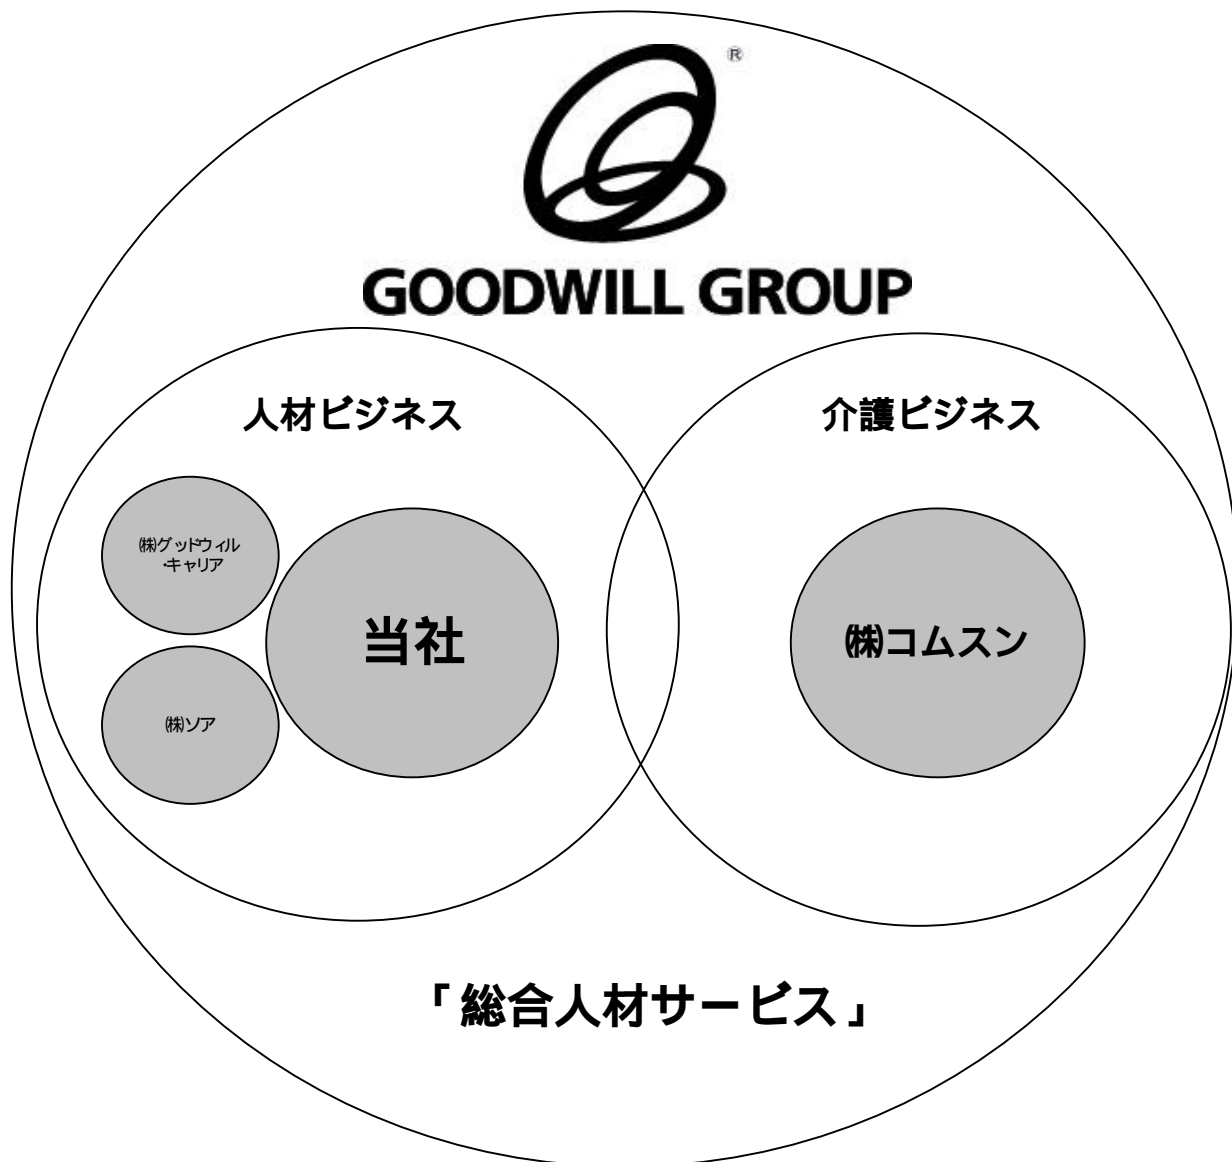 ®
GOODWILL GROUP
人材ビジネス
介護ビジネス
㈱グッドウィル
・キャリア
当社
㈱コムスン
㈱ソア
「総合人材サービス」